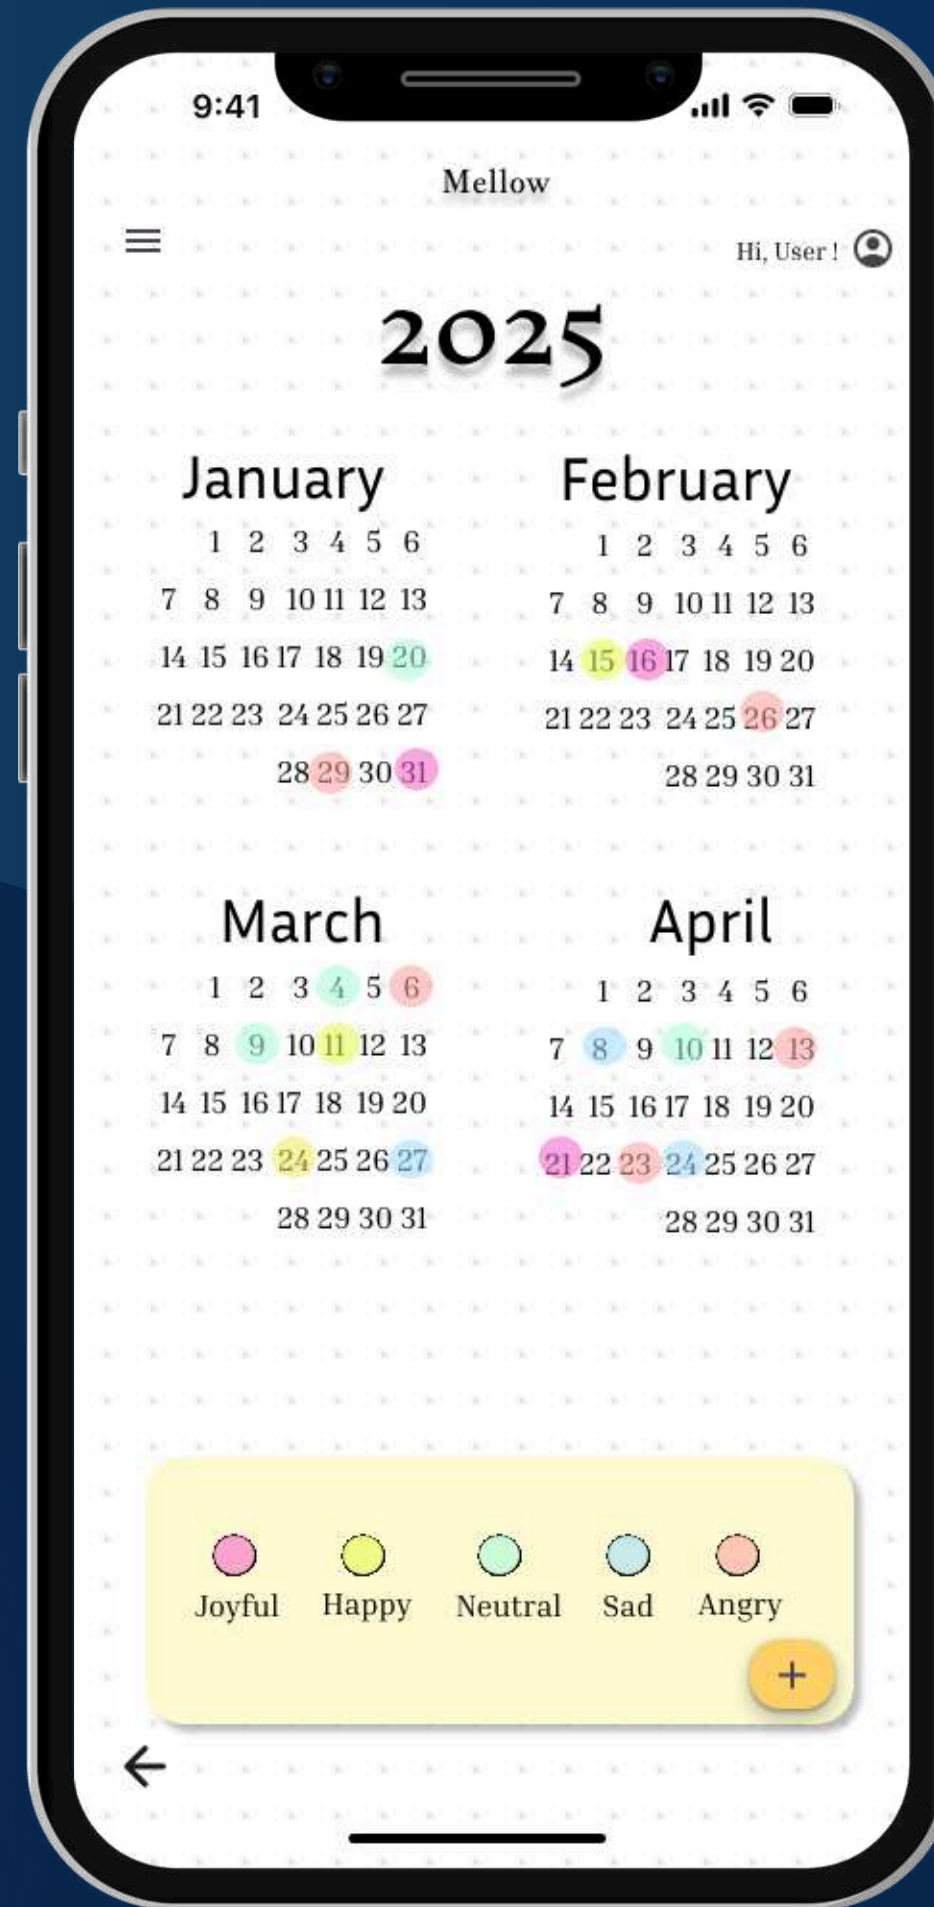 9:41
Mellow
Hi, User !
2025
January
1 2 3 4 5 6
7 8 9 10 11 12 13
14 15 16 17 18 19 20
21 22 23 24 25 26 27
28 29 30 31
February
1 2 3 4 5 6
7 8 9 10 11 12 13
14 15 16 17 18 19 20
21 22 23 24 25 26 27
28 29 30 31
March
1 2 3 4 5 6
7 8 9 10 11 12 13
14 15 16 17 18 19 20
21 22 23 24 25 26 27
28 29 30 31
April
1 2 3 4 5 6
7 8 9 10 11 12 13
14 15 16 17 18 19 20
21 22 23 24 25 26 27
28 29 30 31
Joyful Happy Neutral Sad Angry
+